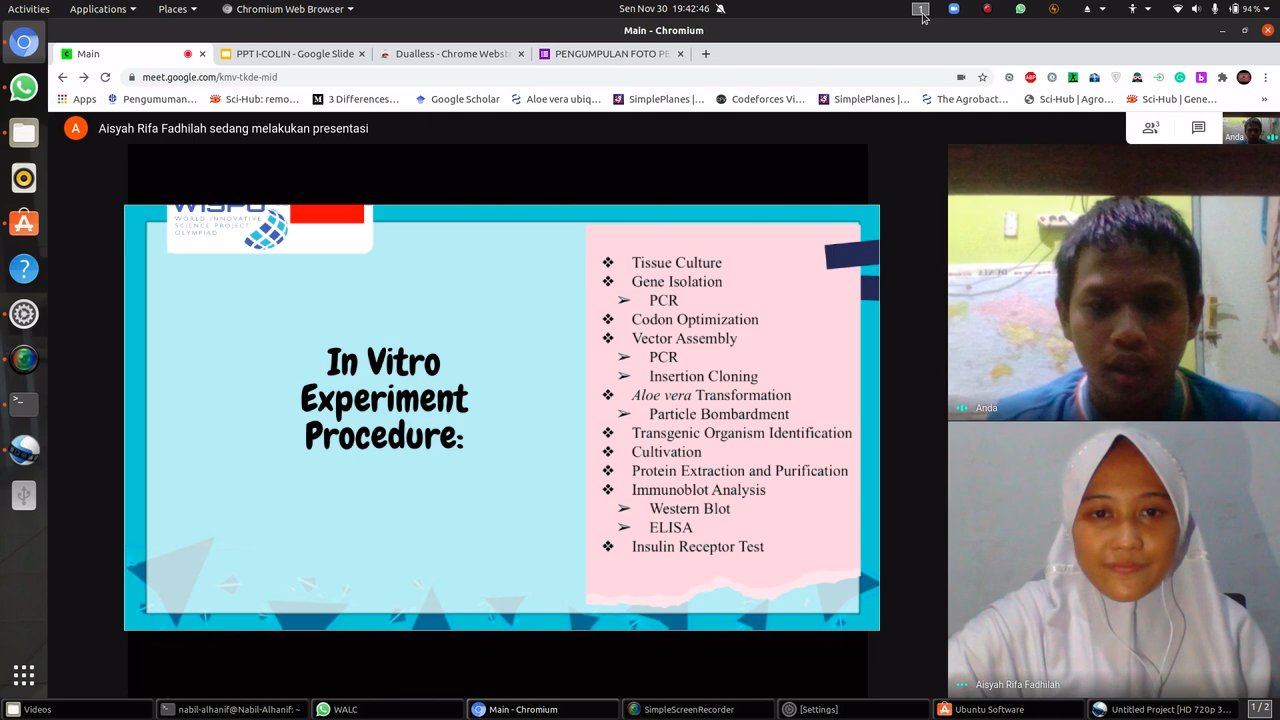 Activities Applications Places Chromium Web Browser Sen Nov 30 19:42:46 1 94 %
Main - Chromium
Main PPT I-COLIN - Google Slide Dualless - Chrome Webst PENGUMPULAN FOTO PE
meet.google.com/kmv-tkde-mid
Apps Pengumuman... Sci-Hub: remo... 3 Differences... Google Scholar Aloe vera ubiq... SimplePlanes |... Codeforces Vi... SimplePlanes |... The Agrobact... Sci-Hub | Agro... Sci-Hub | Gene... »
A Aisyah Rifa Fadhilah sedang melakukan presentasi 3 Anda
WORLD INNOVATIVE
SCIENCE PROJECT
OLYMPIAD
In Vitro
Experiment
Procedure:
❖ Tissue Culture
❖ Gene Isolation
➢ PCR
❖ Codon Optimization
❖ Vector Assembly
➢ PCR
➢ Insertion Cloning
❖ Aloe vera Transformation
➢ Particle Bombardment
❖ Transgenic Organism Identification
❖ Cultivation
❖ Protein Extraction and Purification
❖ Immunoblot Analysis
➢ Western Blot
➢ ELISA
❖ Insulin Receptor Test
Anda
Aisyah Rifa Fadhilah
Videos nabil-alhanif@Nabil-Alhanif: ~ WALC Main - Chromium SimpleScreenRecorder [Settings] Ubuntu Software Untitled Project [HD 720p 3... 1 / 2